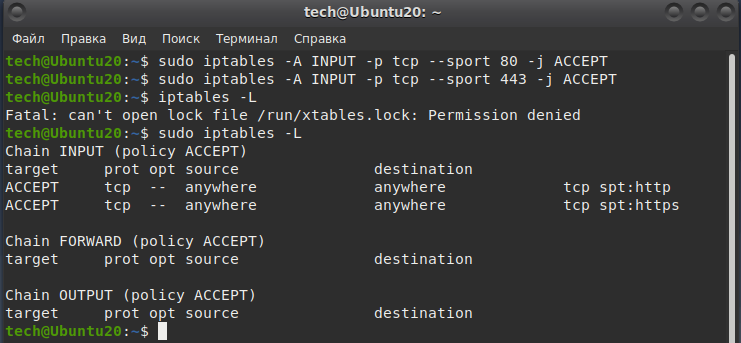 tech@Ubuntu20: ~
Файл Правка Вид Поиск Терминал Справка
tech@Ubuntu20:~$ sudo iptables -A INPUT -p tcp --sport 80 -j ACCEPT
tech@Ubuntu20:~$ sudo iptables -A INPUT -p tcp --sport 443 -j ACCEPT
tech@Ubuntu20:~$ iptables -L
Fatal: can't open lock file /run/xtables.lock: Permission denied
tech@Ubuntu20:~$ sudo iptables -L
Chain INPUT (policy ACCEPT)
target     prot opt source               destination
ACCEPT     tcp  --  anywhere             anywhere             tcp spt:http
ACCEPT     tcp  --  anywhere             anywhere             tcp spt:https

Chain FORWARD (policy ACCEPT)
target     prot opt source               destination

Chain OUTPUT (policy ACCEPT)
target     prot opt source               destination
tech@Ubuntu20:~$